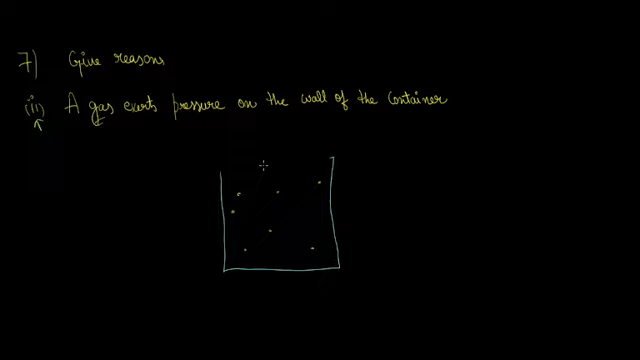 7) Give reasons
(ii) A gas exerts pressure on the wall of the container